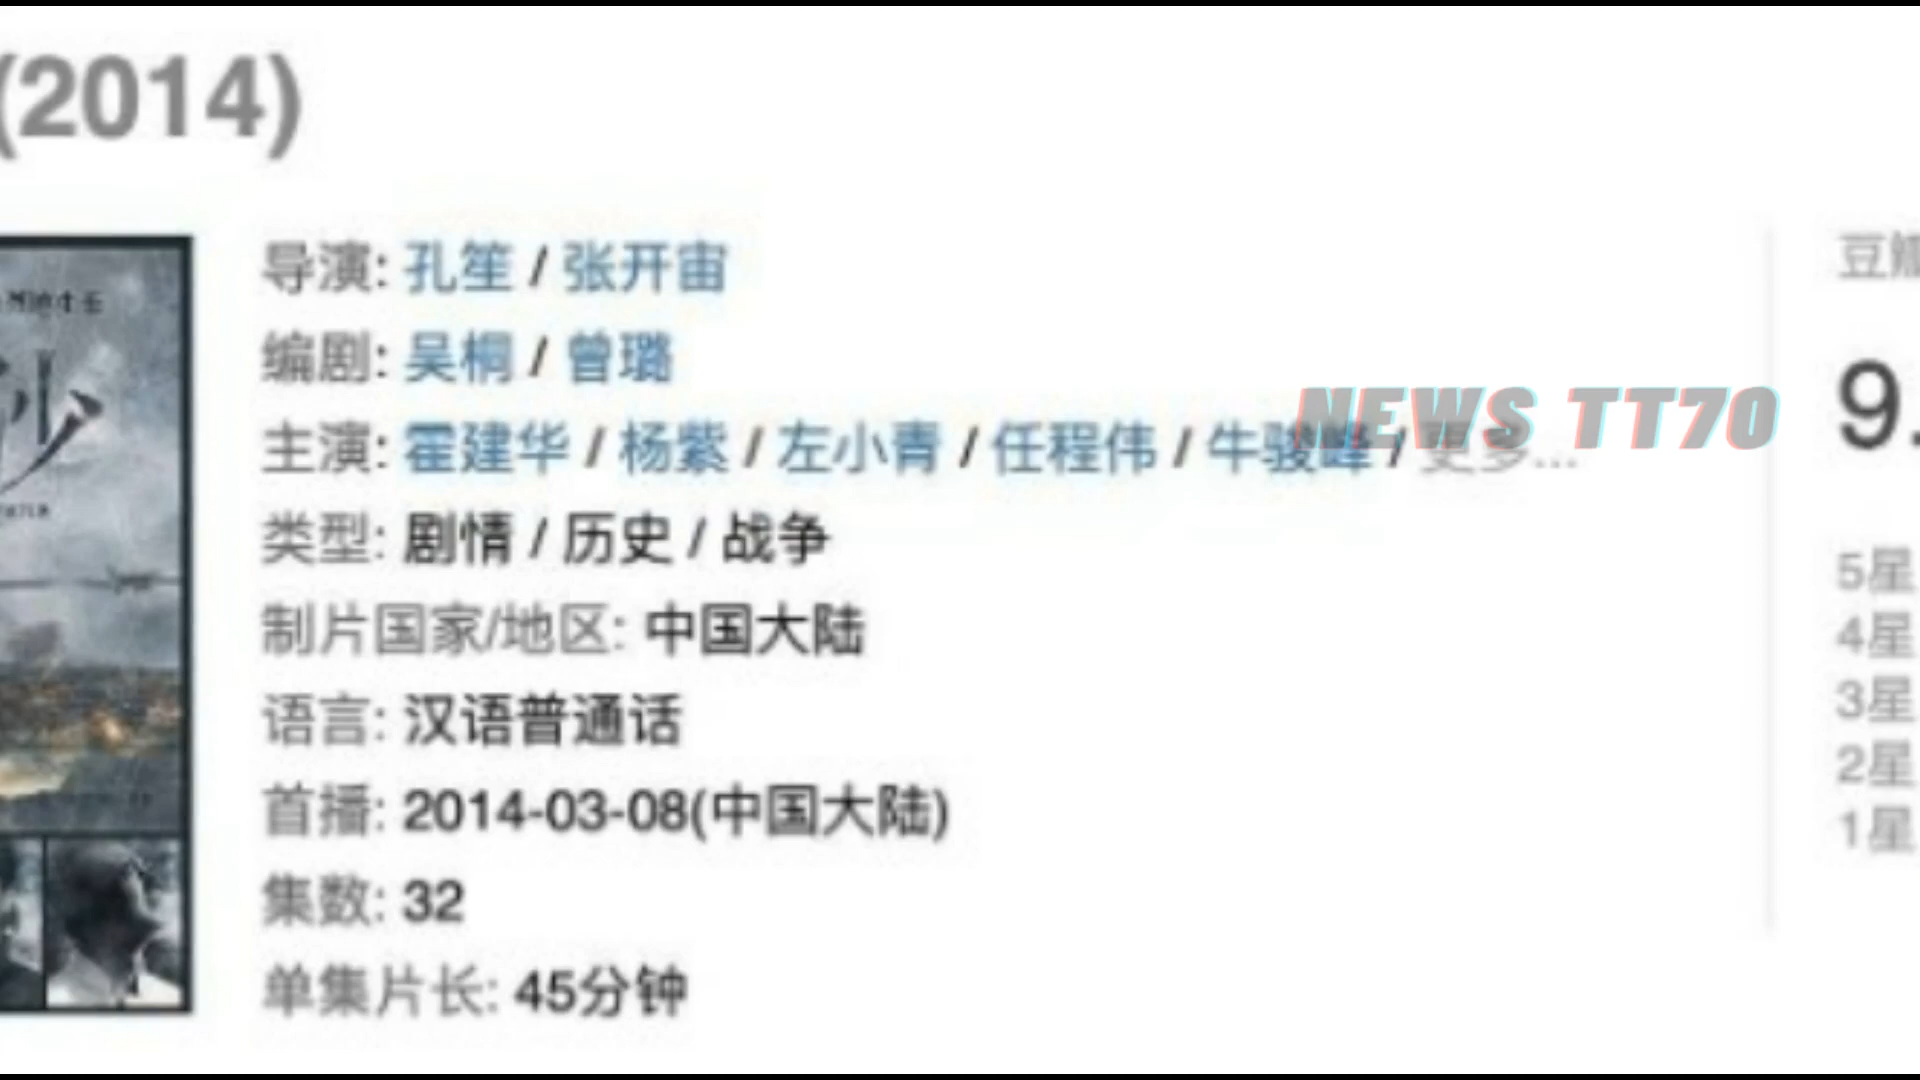 (2014)
导演: 孔笙 / 张开宙
编剧: 吴桐 / 曾璐
主演: 霍建华 / 杨紫 / 左小青 / 任程伟 / 牛骏峰 / 更多...
类型: 剧情 / 历史 / 战争
制片国家/地区: 中国大陆
语言: 汉语普通话
首播: 2014-03-08(中国大陆)
集数: 32
单集片长: 45分钟
NEWS TT70
豆瓣
9.
5星
4星
3星
2星
1星